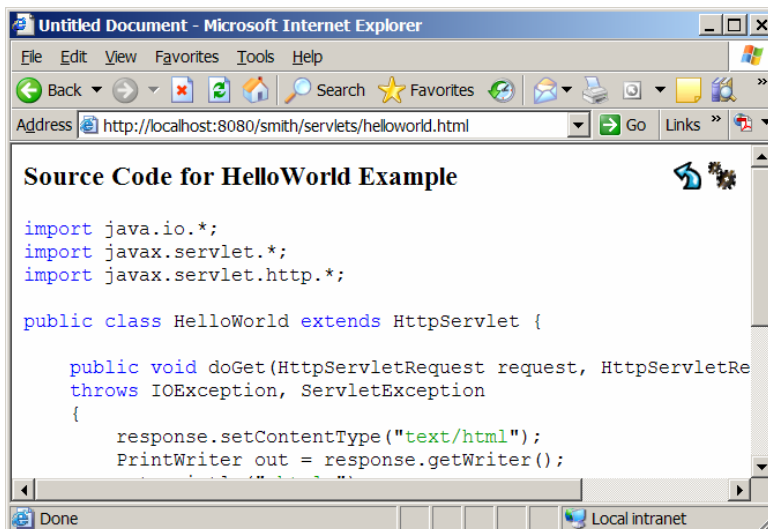 Untitled Document - Microsoft Internet Explorer
File Edit View Favorites Tools Help
Back Search Favorites »
Address http://localhost:8080/smith/servlets/helloworld.html Go Links »
Source Code for HelloWorld Example
import java.io.*;
import javax.servlet.*;
import javax.servlet.http.*;
public class HelloWorld extends HttpServlet {
public void doGet(HttpServletRequest request, HttpServletRe
throws IOException, ServletException
{
response.setContentType("text/html");
PrintWriter out = response.getWriter();
Done Local intranet